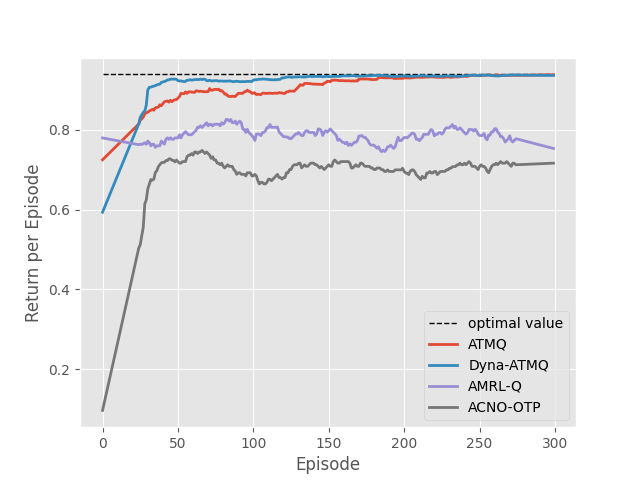 0.8
0.6
0.4
0.2
Return per Episode
0
50
100
150
200
250
300
Episode
optimal value
ATMQ
Dyna-ATMQ
AMRL-Q
ACNO-OTP